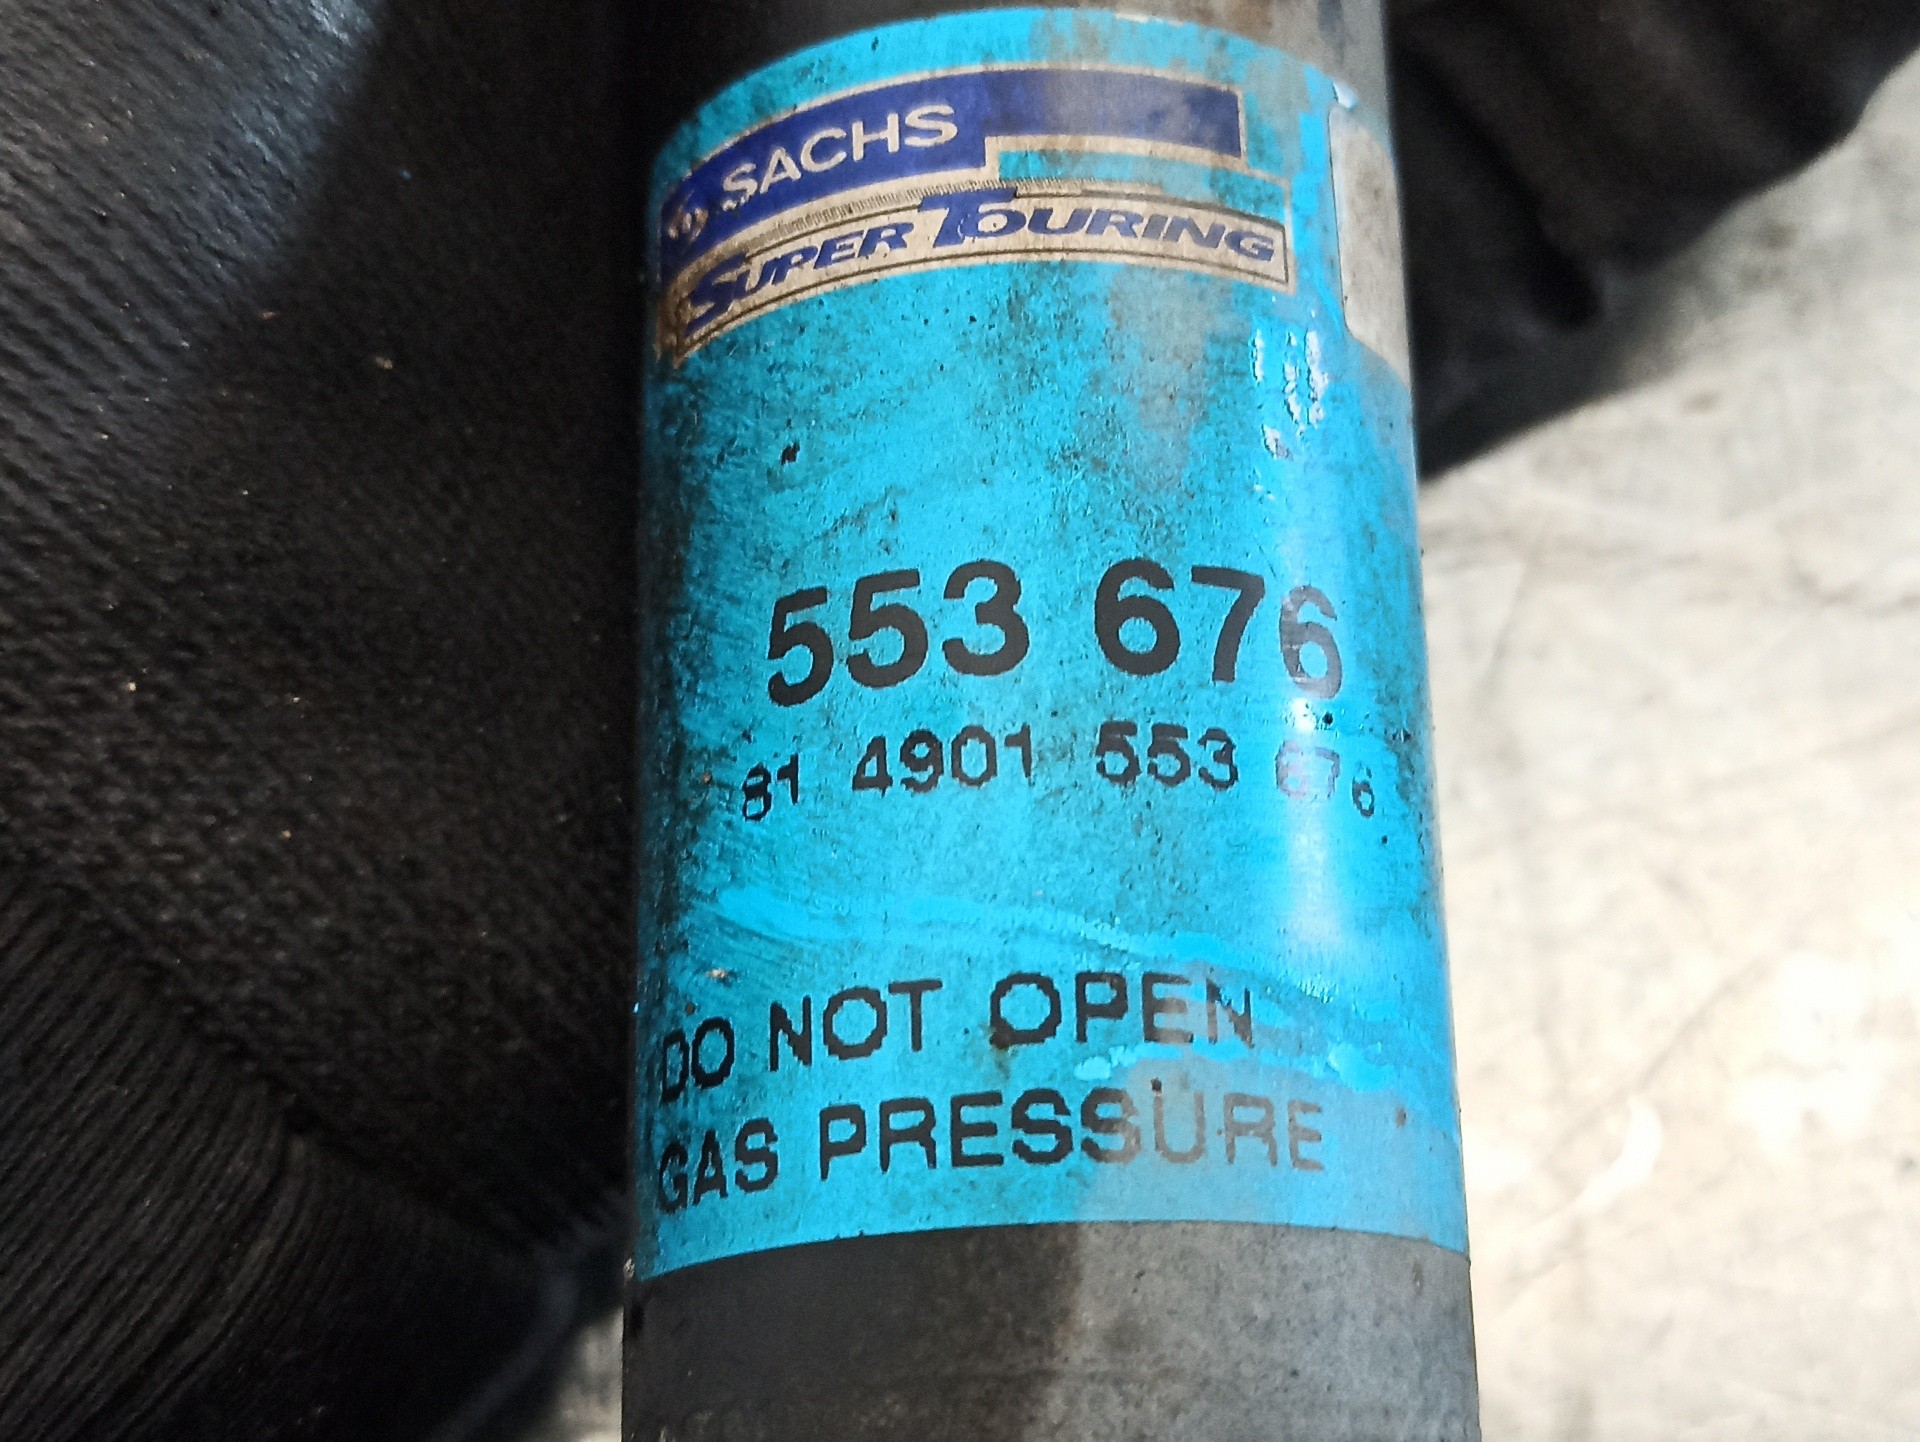 SACHS
SUPER TOURING
553 676
81 4901 553 676
DO NOT OPEN
GAS PRESSURE